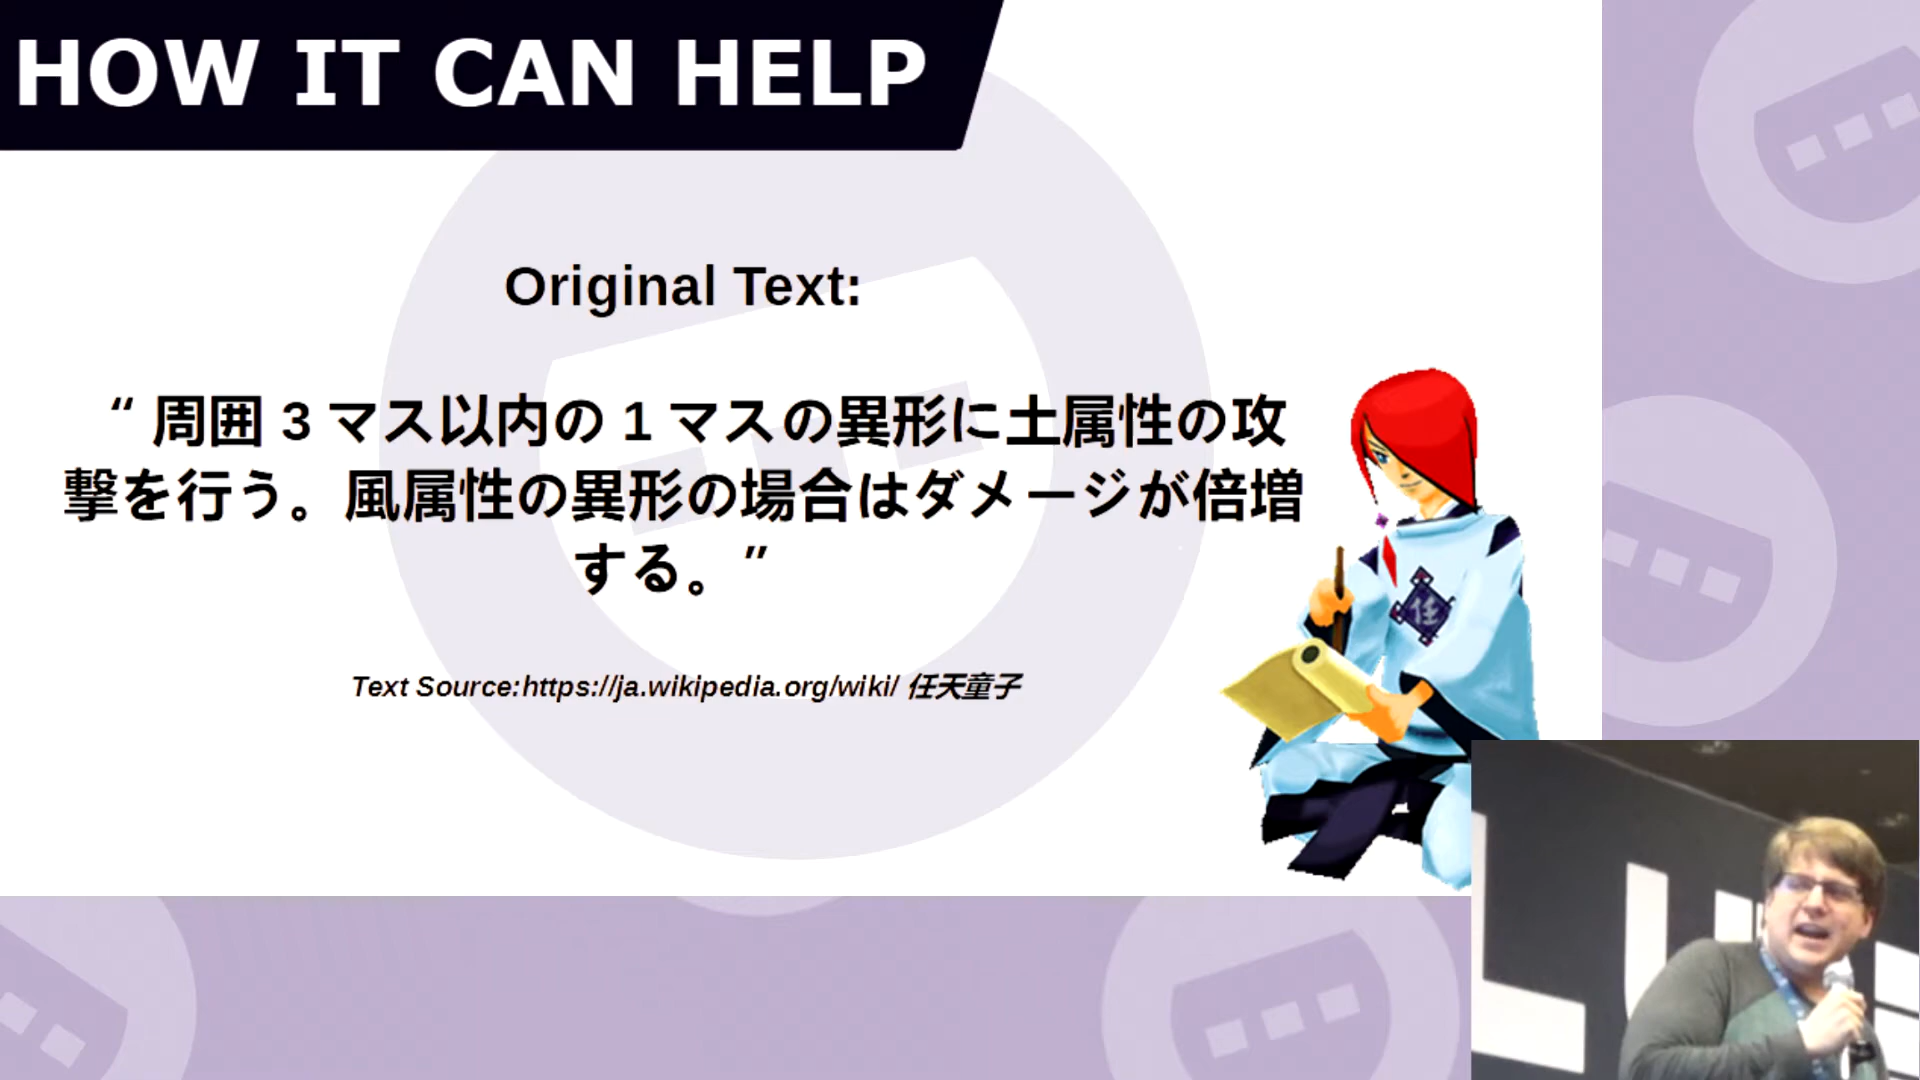 HOW IT CAN HELP
Original Text:
“ 周囲 3 マス以内の 1 マスの異形に土属性の攻
撃を行う。風属性の異形の場合はダメージが倍増
する。”
Text Source:https://ja.wikipedia.org/wiki/ 任天童子
任